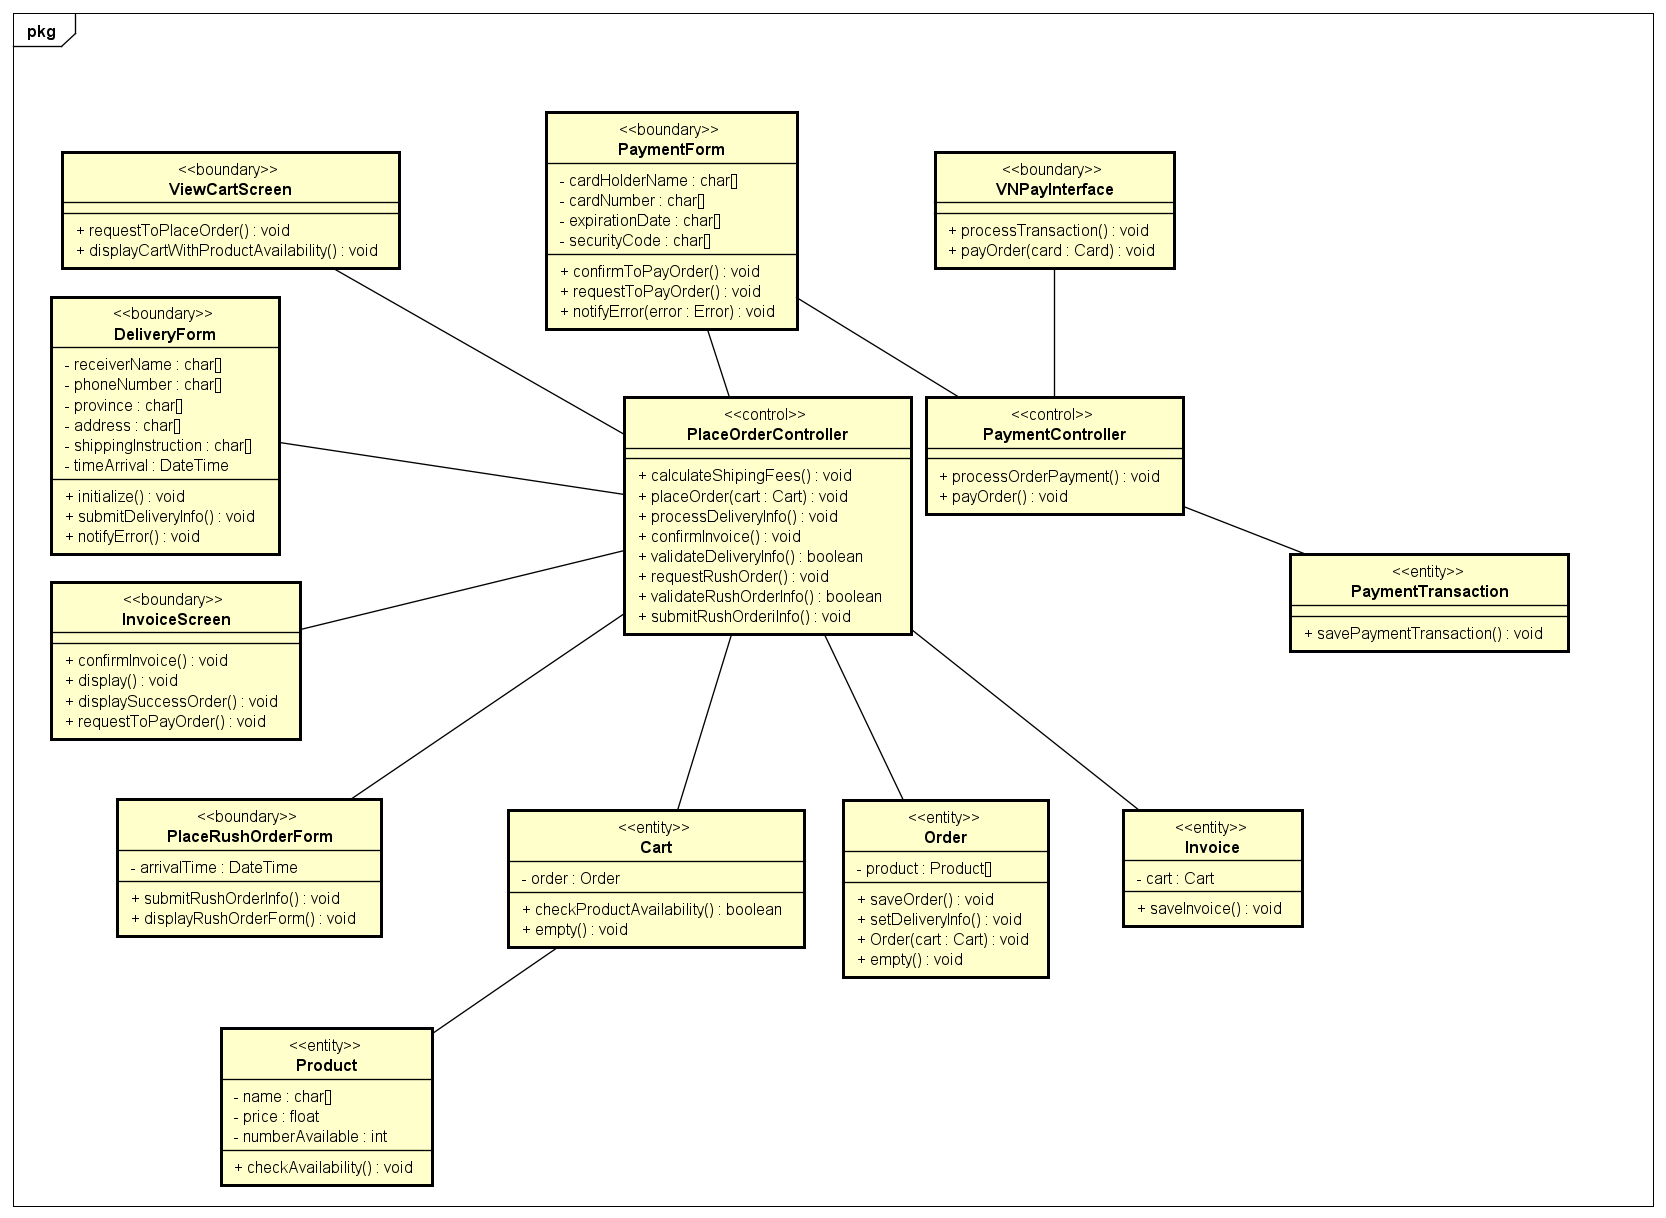 pkg
<<boundary>>
ViewCartScreen
+ requestToPlaceOrder() : void
+ displayCartWithProductAvailability() : void
<<boundary>>
PaymentForm
- cardHolderName : char[]
- cardNumber : char[]
- expirationDate : char[]
- securityCode : char[]
+ confirmToPayOrder() : void
+ requestToPayOrder() : void
+ notifyError(error : Error) : void
<<boundary>>
VNPayInterface
+ processTransaction() : void
+ payOrder(card : Card) : void
<<boundary>>
DeliveryForm
- receiverName : char[]
- phoneNumber : char[]
- province : char[]
- address : char[]
- shippingInstruction : char[]
- timeArrival : DateTime
+ initialize() : void
+ submitDeliveryInfo() : void
+ notifyError() : void
<<control>>
PlaceOrderController
+ calculateShipingFees() : void
+ placeOrder(cart : Cart) : void
+ processDeliveryInfo() : void
+ confirmInvoice() : void
+ validateDeliveryInfo() : boolean
+ requestRushOrder() : void
+ validateRushOrderInfo() : boolean
+ submitRushOrderiInfo() : void
<<control>>
PaymentController
+ processOrderPayment() : void
+ payOrder() : void
<<entity>>
PaymentTransaction
+ savePaymentTransaction() : void
<<boundary>>
InvoiceScreen
+ confirmInvoice() : void
+ display() : void
+ displaySuccessOrder() : void
+ requestToPayOrder() : void
<<boundary>>
PlaceRushOrderForm
- arrivalTime : DateTime
+ submitRushOrderInfo() : void
+ displayRushOrderForm() : void
<<entity>>
Cart
- order : Order
+ checkProductAvailability() : boolean
+ empty() : void
<<entity>>
Order
- product : Product[]
+ saveOrder() : void
+ setDeliveryInfo() : void
+ Order(cart : Cart) : void
+ empty() : void
<<entity>>
Invoice
- cart : Cart
+ saveInvoice() : void
<<entity>>
Product
- name : char[]
- price : float
- numberAvailable : int
+ checkAvailability() : void